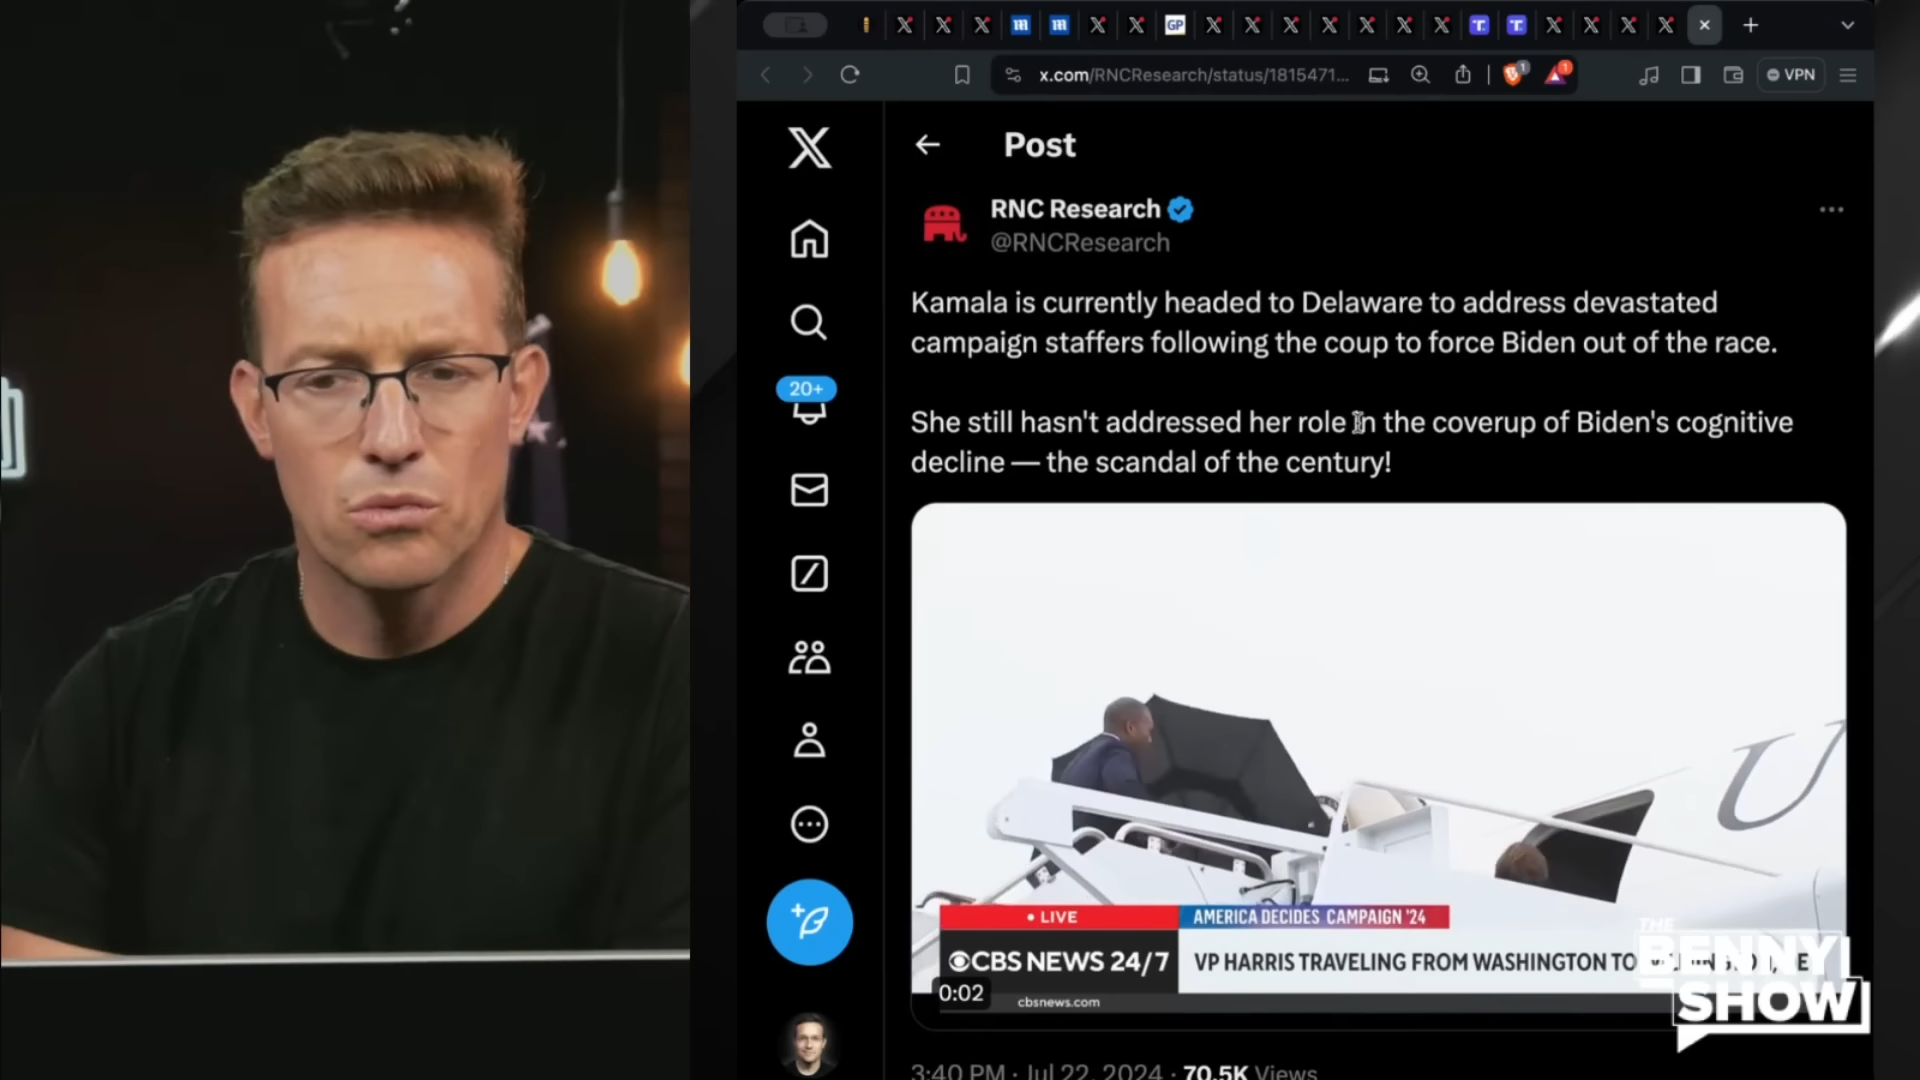 x.com/RNCResearch/status/1815471...
1
1
VPN
GP
Post
RNC Research
@RNCResearch
Kamala is currently headed to Delaware to address devastated
campaign staffers following the coup to force Biden out of the race.
She still hasn't addressed her role in the coverup of Biden's cognitive
decline — the scandal of the century!
20+
U
LIVE
AMERICA DECIDES CAMPAIGN '24
CBS NEWS 24/7
VP HARRIS TRAVELING FROM WASHINGTON TO
0:02
cbsnews.com
THE
BENNY
SHOW
3:40 PM · Jul 22, 2024 · 70.5K Views